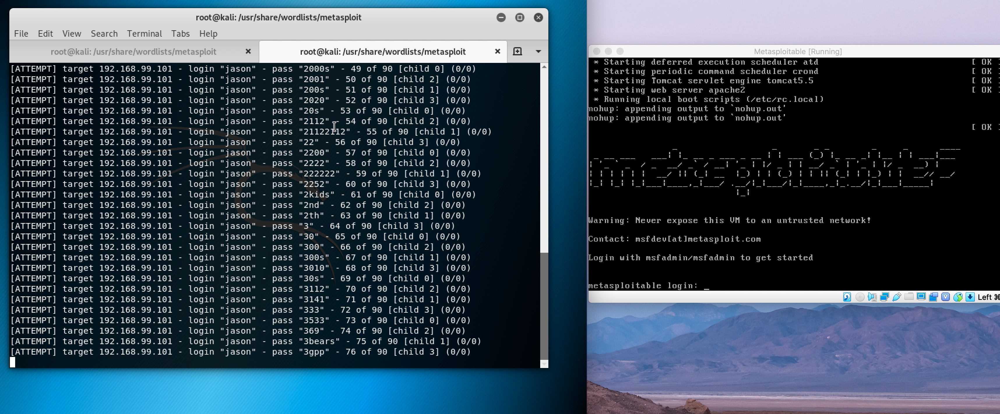 root@kali: /usr/share/wordlists/metasploit
File Edit View Search Terminal Tabs Help
root@kali: /usr/share/wordlists/metasploit
root@kali: /usr/share/wordlists/metasploit
[ATTEMPT] target 192.168.99.101 - login "jason" - pass "2000s" - 49 of 90 [child 0] (0/0)
[ATTEMPT] target 192.168.99.101 - login "jason" - pass "2001" - 50 of 90 [child 2] (0/0)
[ATTEMPT] target 192.168.99.101 - login "jason" - pass "200s" - 51 of 90 [child 1] (0/0)
[ATTEMPT] target 192.168.99.101 - login "jason" - pass "2020" - 52 of 90 [child 3] (0/0)
[ATTEMPT] target 192.168.99.101 - login "jason" - pass "20s" - 53 of 90 [child 0] (0/0)
[ATTEMPT] target 192.168.99.101 - login "jason" - pass "2112" - 54 of 90 [child 2] (0/0)
[ATTEMPT] target 192.168.99.101 - login "jason" - pass "21122112" - 55 of 90 [child 1] (0/0)
[ATTEMPT] target 192.168.99.101 - login "jason" - pass "22" - 56 of 90 [child 3] (0/0)
[ATTEMPT] target 192.168.99.101 - login "jason" - pass "2200" - 57 of 90 [child 0] (0/0)
[ATTEMPT] target 192.168.99.101 - login "jason" - pass "2222" - 58 of 90 [child 2] (0/0)
[ATTEMPT] target 192.168.99.101 - login "jason" - pass "222222" - 59 of 90 [child 1] (0/0)
[ATTEMPT] target 192.168.99.101 - login "jason" - pass "2252" - 60 of 90 [child 3] (0/0)
[ATTEMPT] target 192.168.99.101 - login "jason" - pass "2kids" - 61 of 90 [child 0] (0/0)
[ATTEMPT] target 192.168.99.101 - login "jason" - pass "2nd" - 62 of 90 [child 2] (0/0)
[ATTEMPT] target 192.168.99.101 - login "jason" - pass "2th" - 63 of 90 [child 1] (0/0)
[ATTEMPT] target 192.168.99.101 - login "jason" - pass "3" - 64 of 90 [child 3] (0/0)
[ATTEMPT] target 192.168.99.101 - login "jason" - pass "30" - 65 of 90 [child 0] (0/0)
[ATTEMPT] target 192.168.99.101 - login "jason" - pass "300" - 66 of 90 [child 2] (0/0)
[ATTEMPT] target 192.168.99.101 - login "jason" - pass "300s" - 67 of 90 [child 1] (0/0)
[ATTEMPT] target 192.168.99.101 - login "jason" - pass "3010" - 68 of 90 [child 3] (0/0)
[ATTEMPT] target 192.168.99.101 - login "jason" - pass "30s" - 69 of 90 [child 0] (0/0)
[ATTEMPT] target 192.168.99.101 - login "jason" - pass "3112" - 70 of 90 [child 2] (0/0)
[ATTEMPT] target 192.168.99.101 - login "jason" - pass "3141" - 71 of 90 [child 1] (0/0)
[ATTEMPT] target 192.168.99.101 - login "jason" - pass "333" - 72 of 90 [child 3] (0/0)
[ATTEMPT] target 192.168.99.101 - login "jason" - pass "3533" - 73 of 90 [child 0] (0/0)
[ATTEMPT] target 192.168.99.101 - login "jason" - pass "369" - 74 of 90 [child 2] (0/0)
[ATTEMPT] target 192.168.99.101 - login "jason" - pass "3bears" - 75 of 90 [child 1] (0/0)
[ATTEMPT] target 192.168.99.101 - login "jason" - pass "3gpp" - 76 of 90 [child 3] (0/0)
Metasploitable [Running]
* Starting deferred execution scheduler atd [ OK ]
* Starting periodic command scheduler crond [ OK ]
* Starting Tomcat servlet engine tomcat5.5 [ OK ]
* Starting web server apache2 [ OK ]
* Running local boot scripts (/etc/rc.local)
nohup: appending output to `nohup.out'
nohup: appending output to `nohup.out'
[ OK ]
metasploitable2
Warning: Never expose this VM to an untrusted network!
Contact: msfdev[at]metasploit.com
Login with msfadmin/msfadmin to get started
metasploitable login: _
Left ⌘